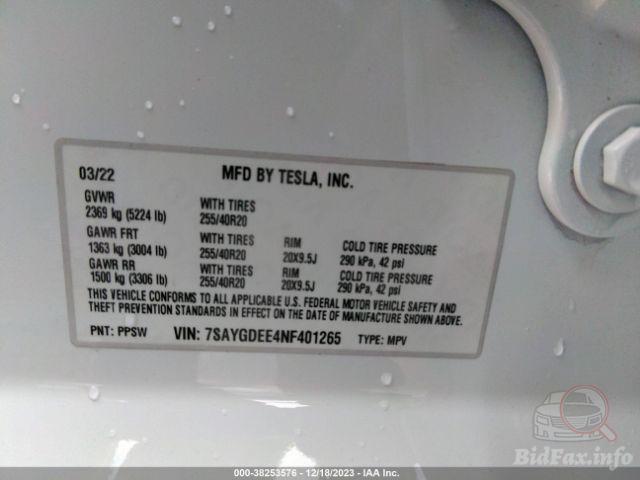 03/22 MFD BY TESLA, INC.
GVWR
2369 kg (5224 lb) WITH TIRES 255/40R20
GAWR FRT
1363 kg (3004 lb) WITH TIRES 255/40R20 RIM 20X9.5J COLD TIRE PRESSURE 290 kPa, 42 psi
GAWR RR
1500 kg (3306 lb) WITH TIRES 255/40R20 RIM 20X9.5J COLD TIRE PRESSURE 290 kPa, 42 psi
THIS VEHICLE CONFORMS TO ALL APPLICABLE U.S. FEDERAL MOTOR VEHICLE SAFETY AND
THEFT PREVENTION STANDARDS IN EFFECT ON THE DATE OF MANUFACTURE SHOWN ABOVE.
PNT: PPSW VIN: 7SAYGDEE4NF401265 TYPE: MPV
BidFax.info
000-38253576 - 12/18/2023 - IAA Inc.